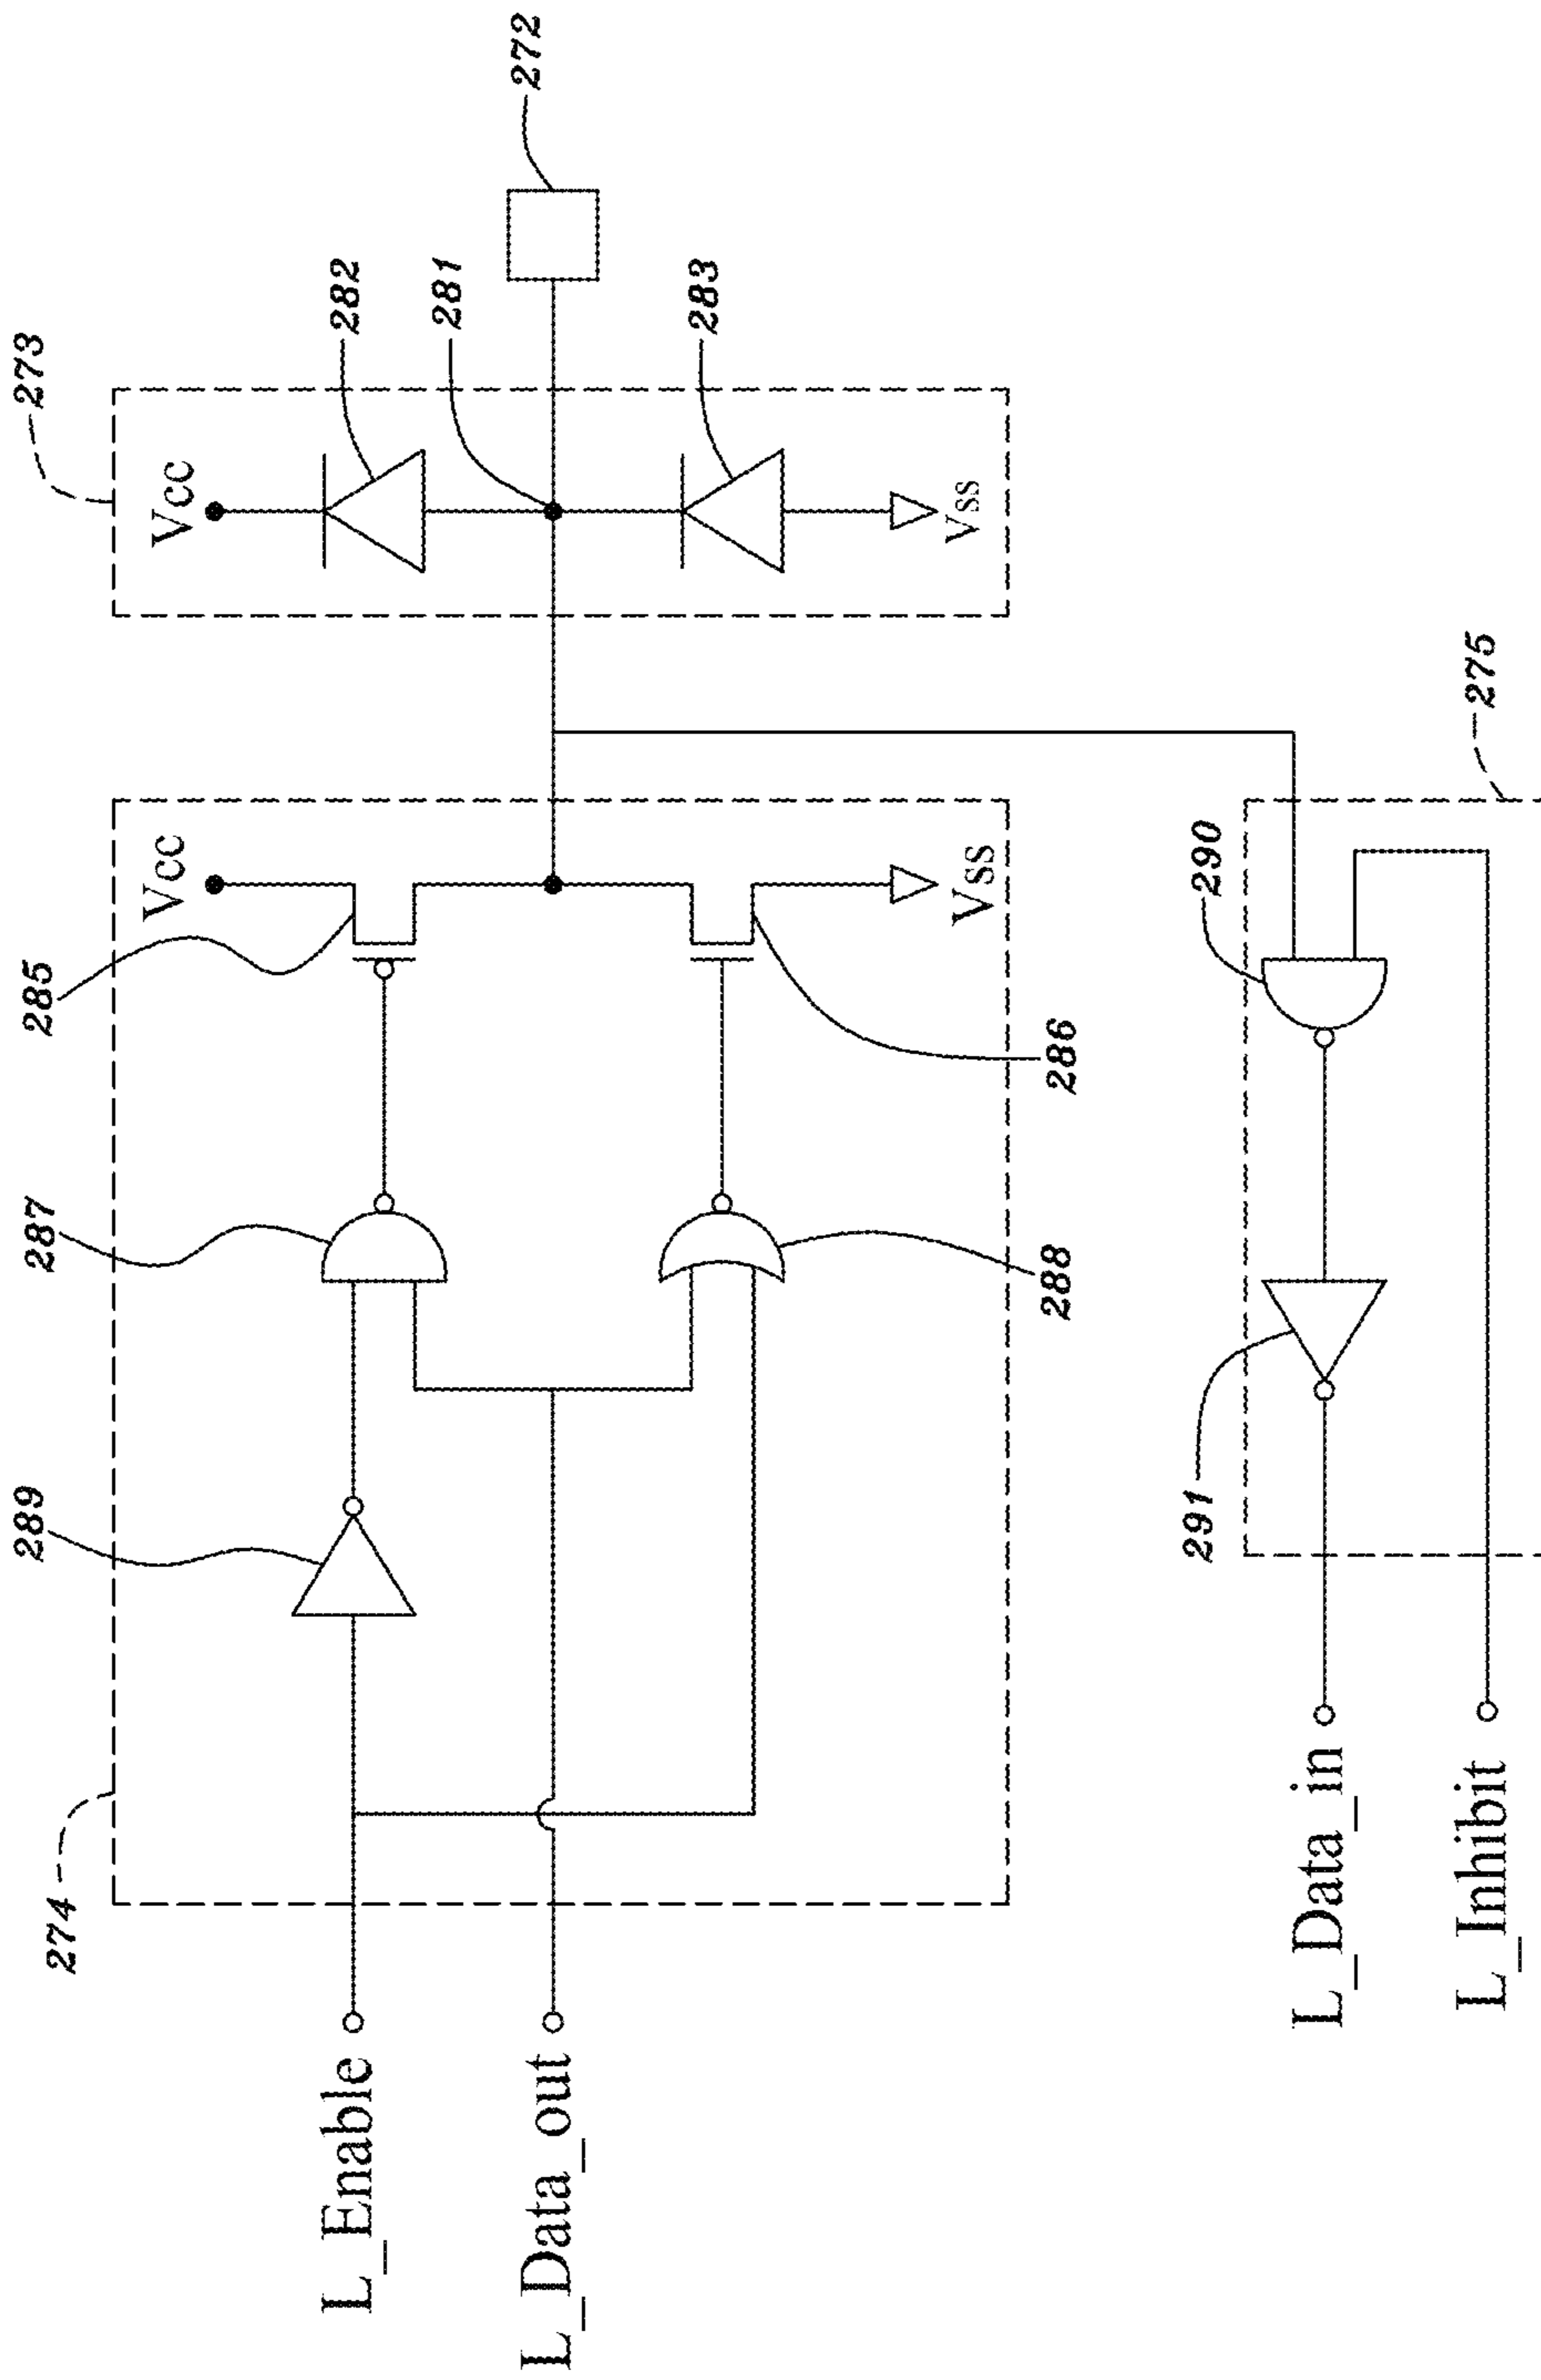 273
Vcc
282
281
283
Vss
272
274
289
287
285
Vcc
Vss
286
288
L_Enable
L_Data_out
275
290
291
L_Data_in
L_Inhibit